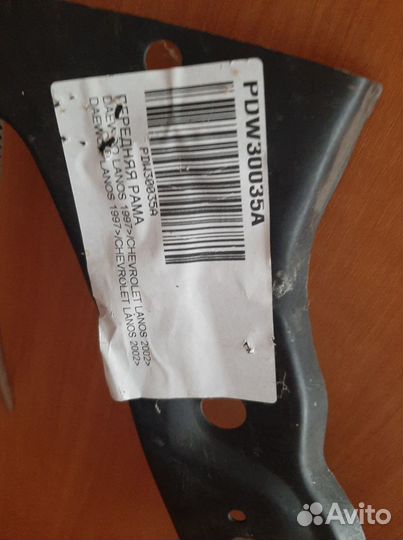 PDW30035A
PDW30035A
ПЕРЕДНЯЯ РАМА
DAEWOO LANOS 1997>/CHEVROLET LANOS 2002>
DAEWOO LANOS 1997>/CHEVROLET LANOS 2002>
Avito